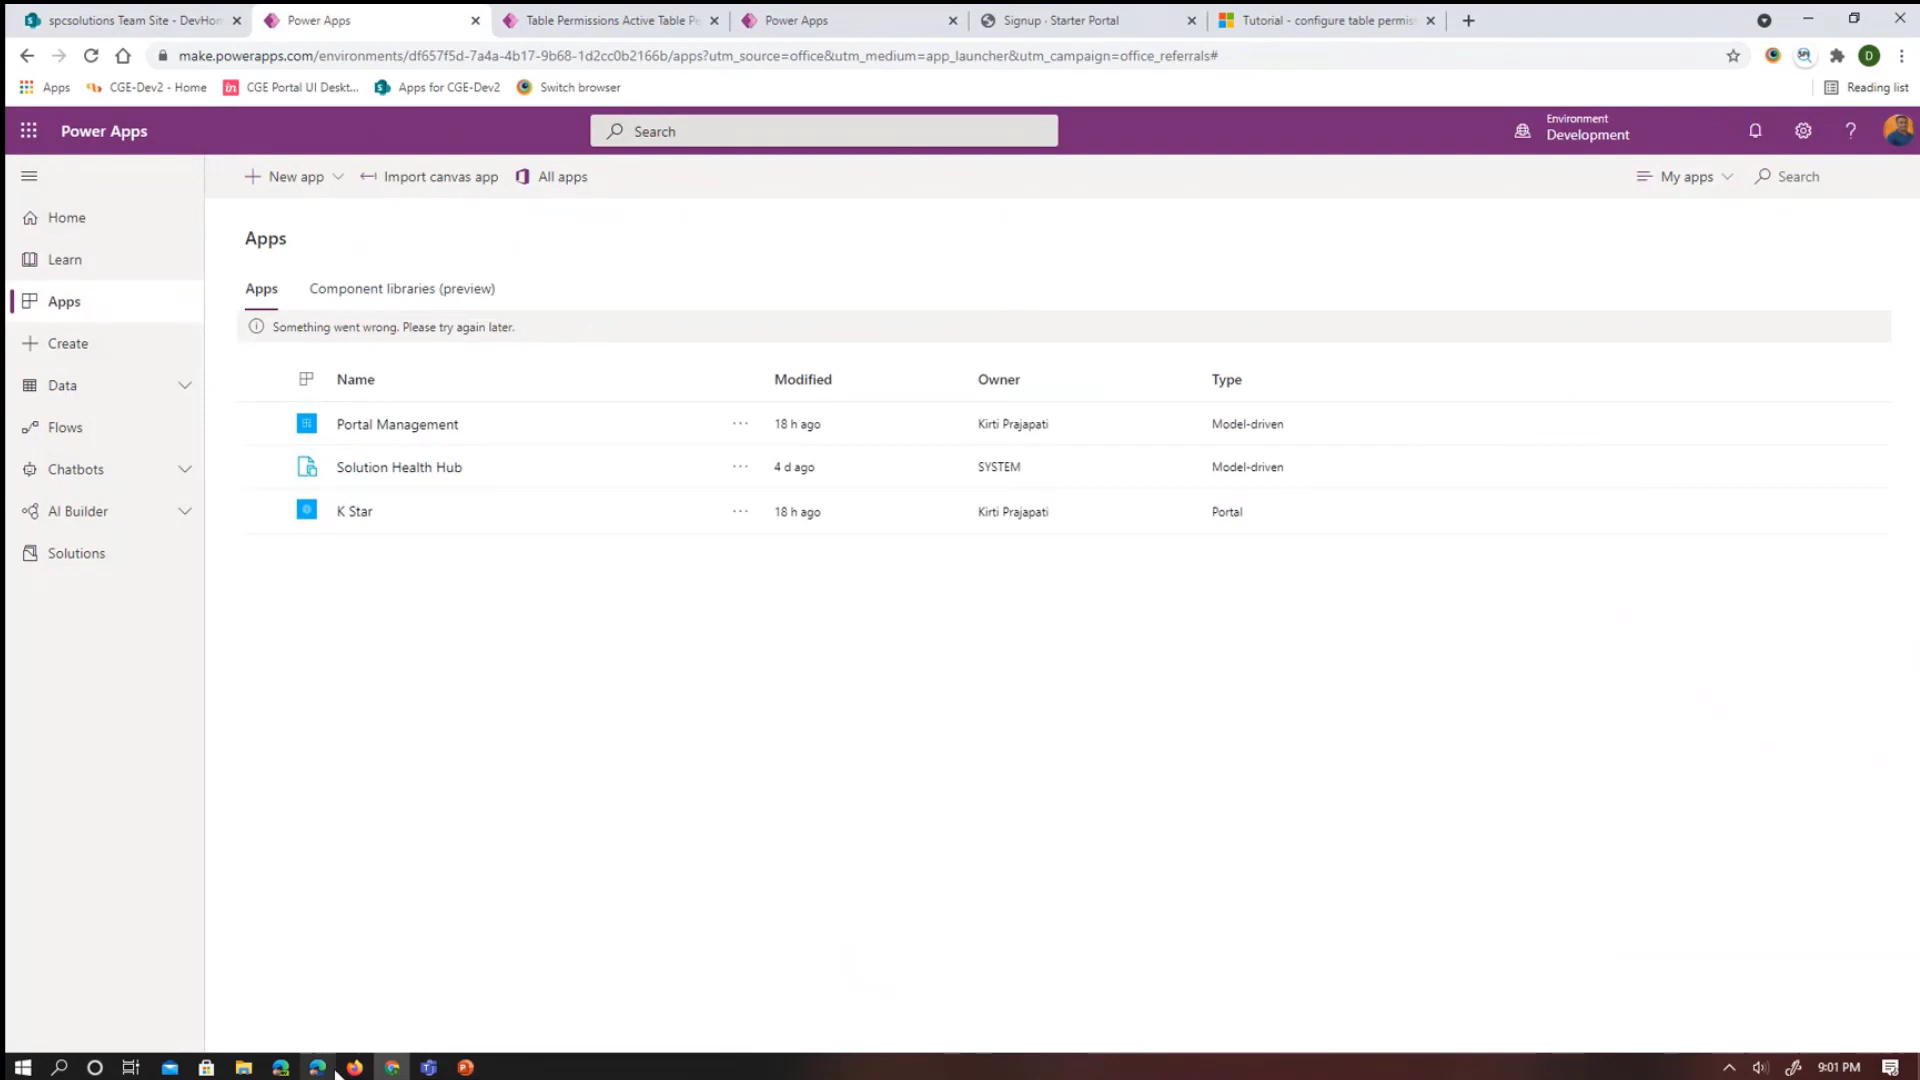 spcsolutions Team Site - DevHom
Power Apps
Table Permissions Active Table Pe
Power Apps
Signup · Starter Portal
Tutorial - configure table permis
make.powerapps.com/environments/df657f5d-7a4a-4b17-9b68-1d2cc0b2166b/apps?utm_source=office&utm_medium=app_launcher&utm_campaign=office_referrals#
D
Apps
CGE-Dev2 - Home
in
CGE Portal UI Deskt...
Apps for CGE-Dev2
Switch browser
Reading list
Power Apps
Search
Environment
Development
New app
Import canvas app
All apps
My apps
Search
Home
Learn
Apps
Create
Data
Flows
Chatbots
AI Builder
Solutions
Apps
Apps
Component libraries (preview)
Something went wrong. Please try again later.
Name Modified Owner Type
Portal Management ... 18 h ago Kirti Prajapati Model-driven
Solution Health Hub ... 4 d ago SYSTEM Model-driven
K Star ... 18 h ago Kirti Prajapati Portal
9:01 PM